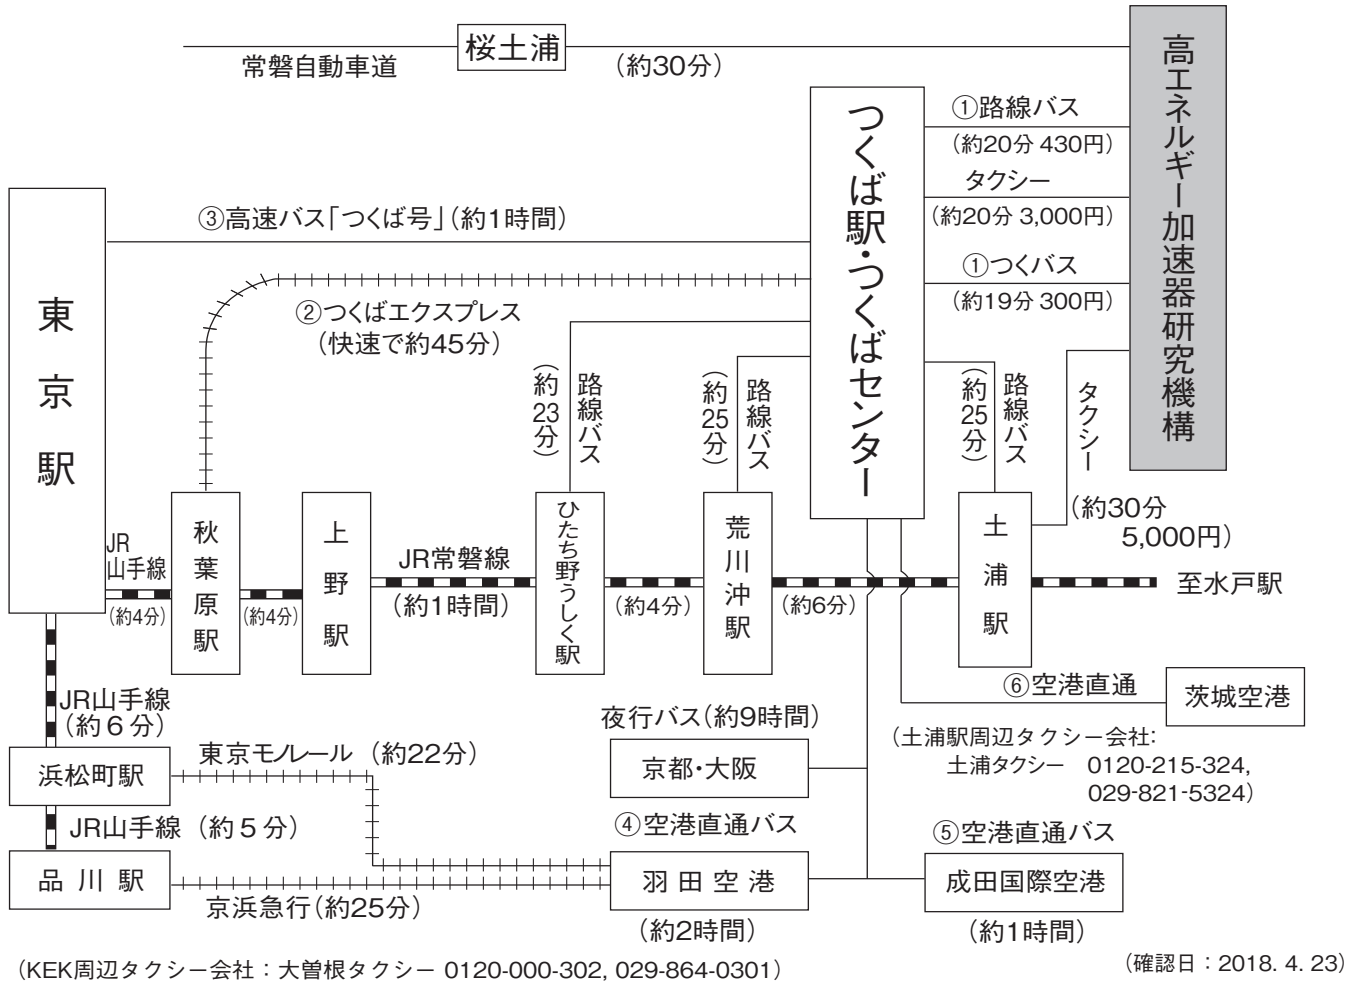 桜土浦
常磐自動車道
(約30分)
高エネルギー加速器研究機構
つくば駅・つくばセンター
①路線バス
(約20分 430円)
タクシー
(約20分 3,000円)
①つくバス
(約19分 300円)
東京駅
③高速バス「つくば号」(約1時間)
②つくばエクスプレス
(快速で約45分)
路線バス
(約23分)
路線バス
(約25分)
路線バス
(約25分)
タクシー
(約30分
5,000円)
秋葉原駅
上野駅
ひたち野うしく駅
荒川沖駅
土浦駅
JR
山手線
(約4分)
(約4分)
JR常磐線
(約1時間)
(約4分)
(約6分)
至水戸駅
JR山手線
(約6分)
⑥空港直通
茨城空港
夜行バス(約9時間)
京都・大阪
(土浦駅周辺タクシー会社:
土浦タクシー 0120-215-324,
029-821-5324)
浜松町駅
東京モノレール (約22分)
JR山手線 (約5分)
④空港直通バス
⑤空港直通バス
品川駅
羽田空港
成田国際空港
京浜急行(約25分)
(約2時間)
(約1時間)
(KEK周辺タクシー会社:大曽根タクシー 0120-000-302, 029-864-0301)
(確認日:2018. 4. 23)